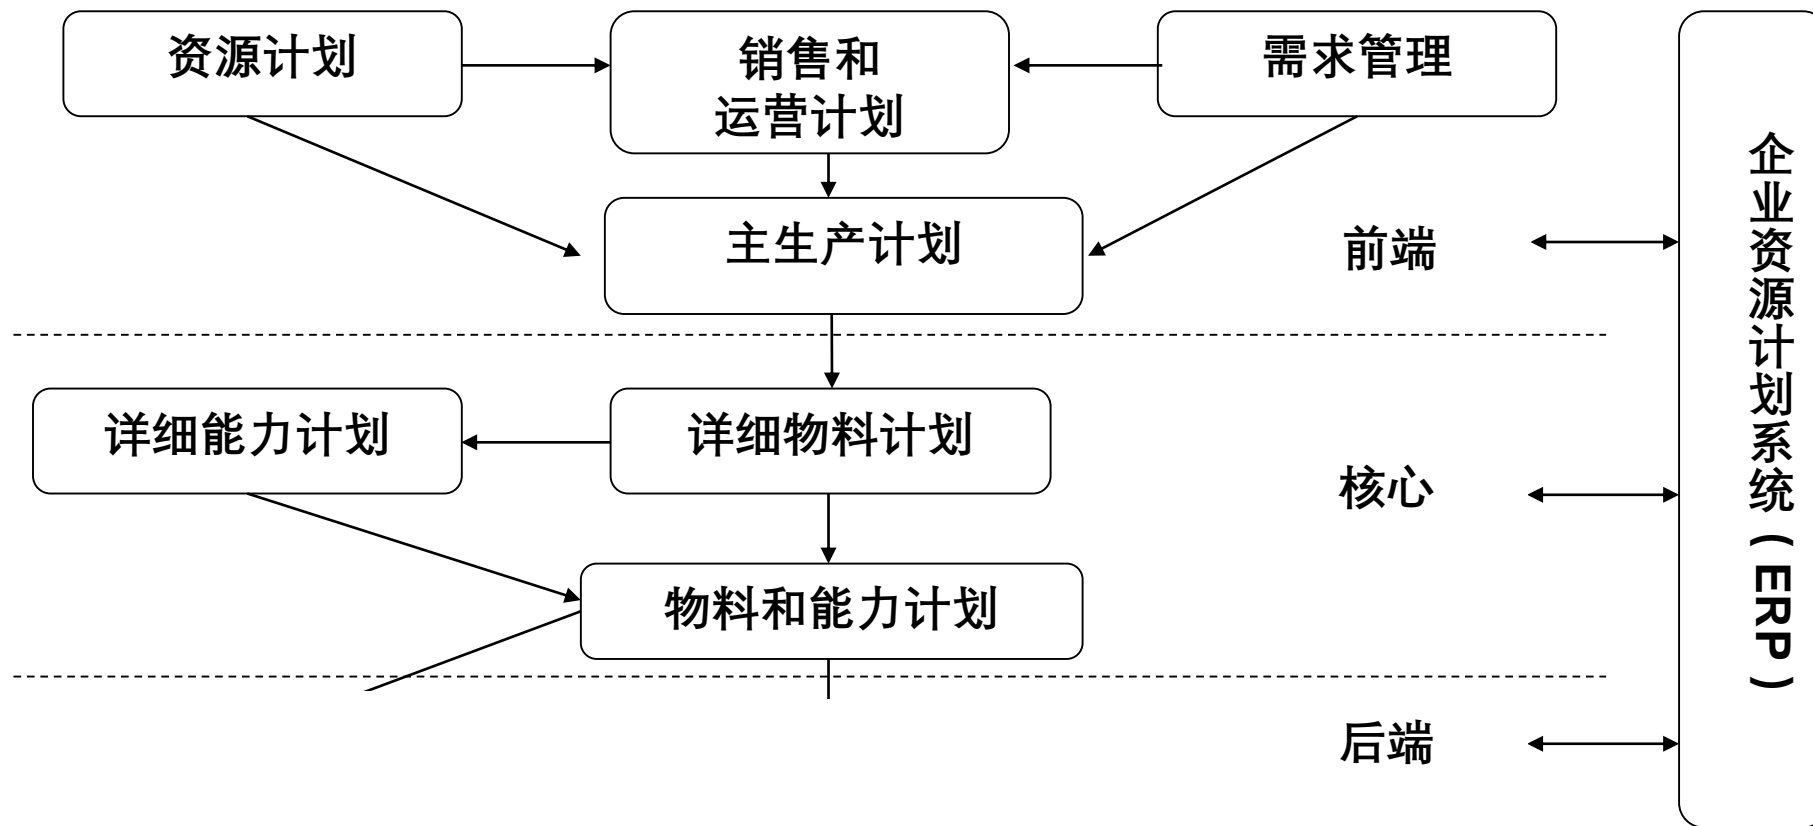 资源计划
销售和
运营计划
需求管理
主生产计划
前端
详细能力计划
详细物料计划
核心
物料和能力计划
后端
企业资源计划系统（ERP）